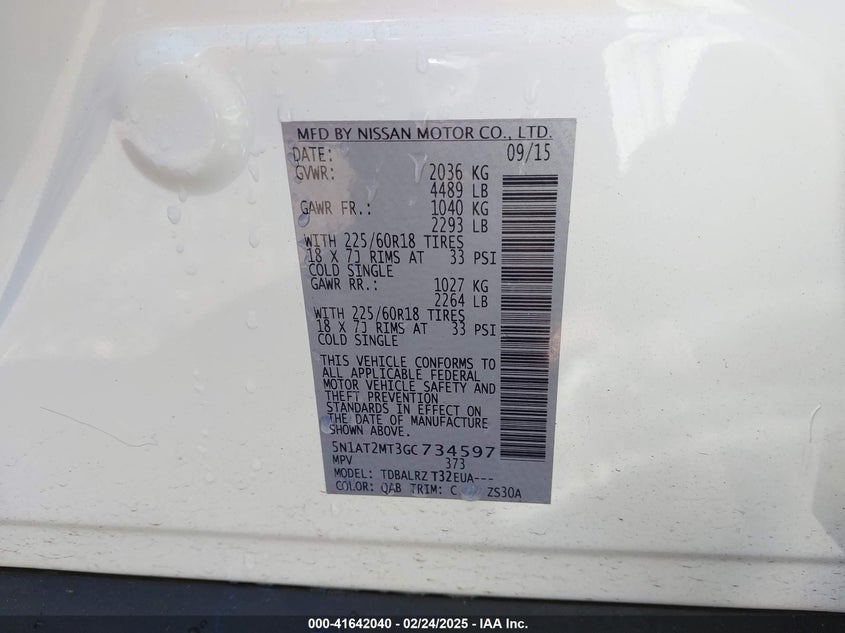 MFD BY NISSAN MOTOR CO., LTD.
DATE: 09/15
GVWR: 2036 KG
4489 LB
GAWR FR.: 1040 KG
2293 LB
WITH 225/60R18 TIRES
18 X 7J RIMS AT 33 PSI
COLD SINGLE
GAWR RR.: 1027 KG
2264 LB
WITH 225/60R18 TIRES
18 X 7J RIMS AT 33 PSI
COLD SINGLE
THIS VEHICLE CONFORMS TO
ALL APPLICABLE FEDERAL
MOTOR VEHICLE SAFETY AND
THEFT PREVENTION
STANDARDS IN EFFECT ON
THE DATE OF MANUFACTURE
SHOWN ABOVE.
5N1AT2MT3GC734597
MPV 373
MODEL: TDBALRZ T32EUA---
COLOR: QAB TRIM: ZS30A
000-41642040 - 02/24/2025 - IAA Inc.